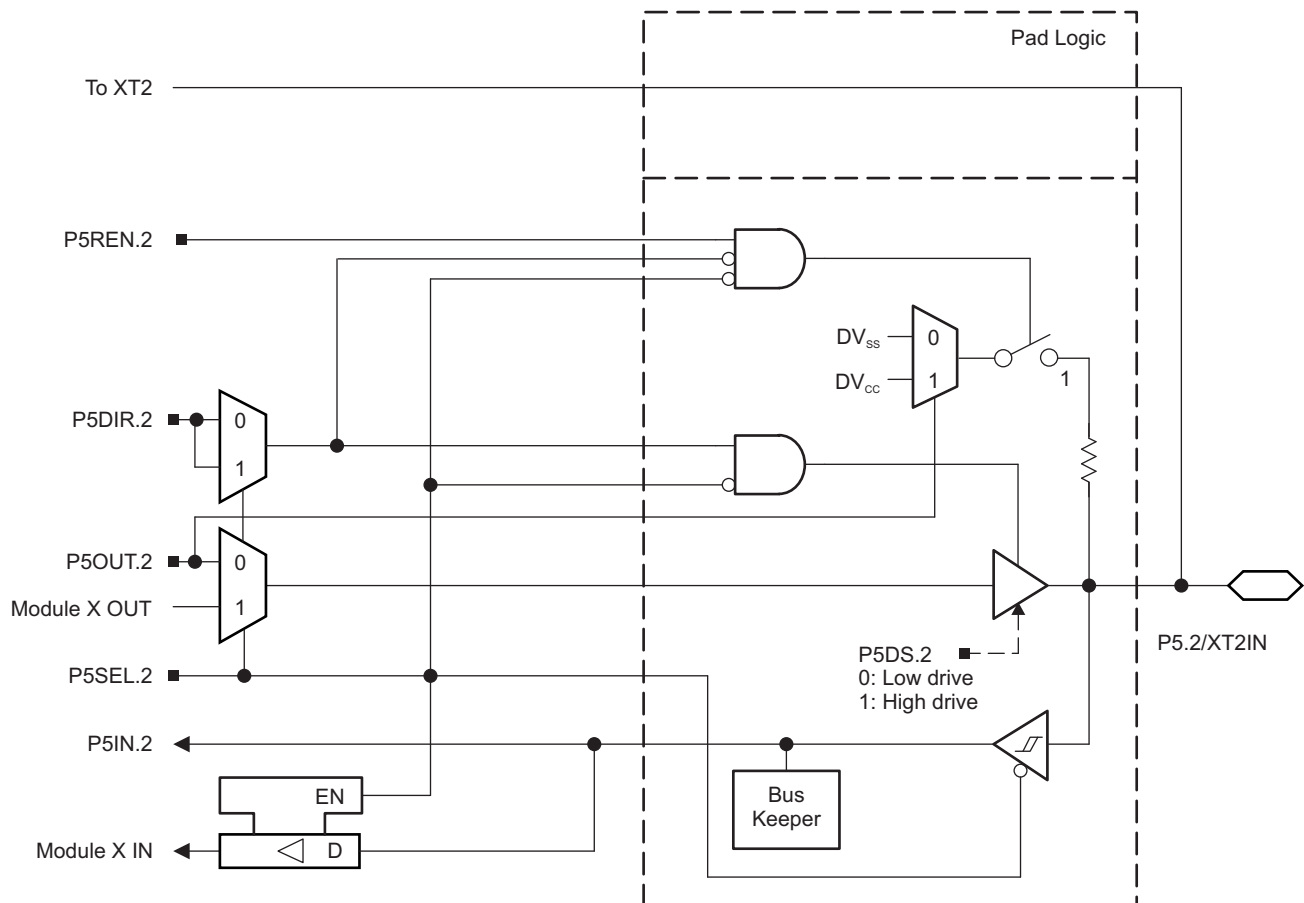 Pad Logic
To XT2
P5REN.2
DVSS
0
DVCC
1
1
P5DIR.2
0
1
P5OUT.2
0
Module X OUT
1
P5DS.2
0: Low drive
1: High drive
P5.2/XT2IN
P5SEL.2
P5IN.2
EN
Bus
Keeper
Module X IN
D